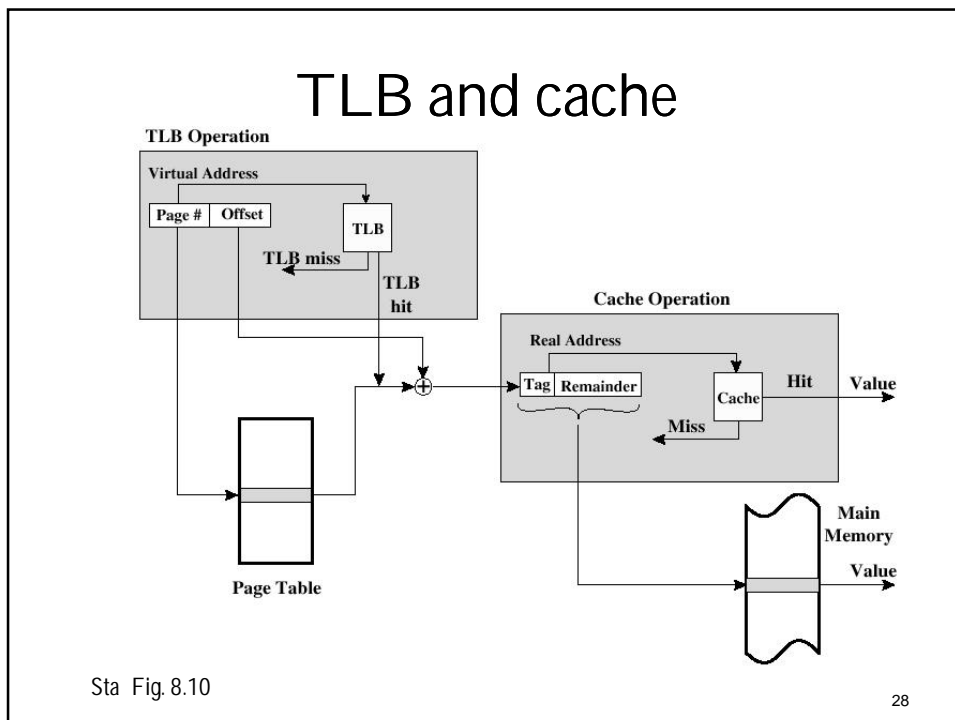 TLB and cache
TLB Operation
Virtual Address
Page # Offset
TLB
TLB miss
TLB
hit
Cache Operation
Real Address
Tag Remainder
Cache
Hit
Value
Miss
Page Table
Main
Memory
Value
Sta Fig. 8.10
28